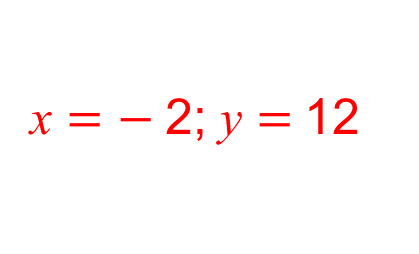 x = − 2; y = 12